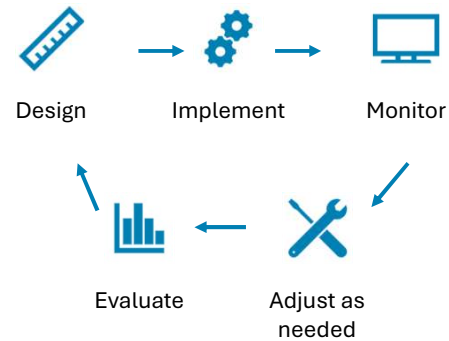 Design
Implement
Monitor
Evaluate
Adjust as
needed